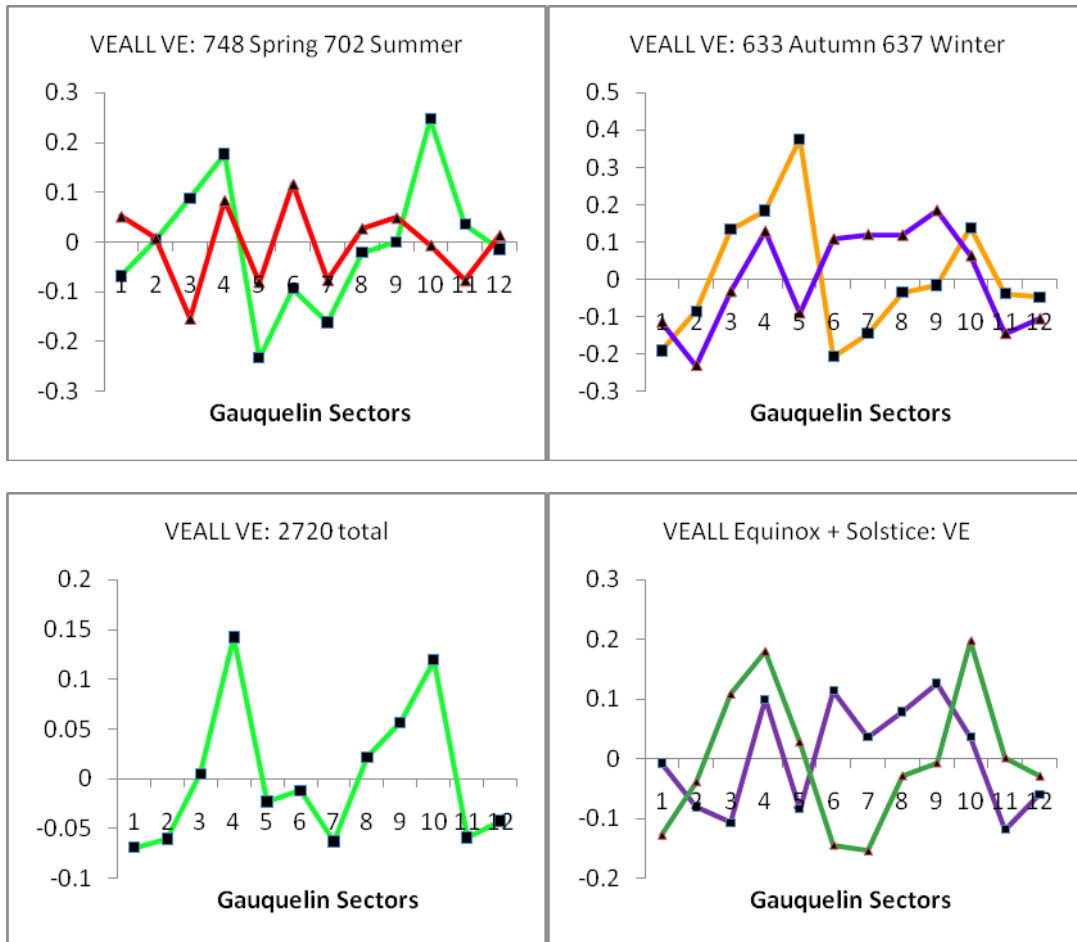 VEALL VE: 748 Spring 702 Summer
0.3
0.2
0.1
0
-0.1
-0.2
-0.3
1 2 3 4 5 6 7 8 9 10 11 12
Gauquelin Sectors
VEALL VE: 633 Autumn 637 Winter
0.5
0.4
0.3
0.2
0.1
0
-0.1
-0.2
-0.3
1 2 3 4 5 6 7 8 9 10 11 12
Gauquelin Sectors
VEALL VE: 2720 total
0.2
0.15
0.1
0.05
0
-0.05
-0.1
1 2 3 4 5 6 7 8 9 10 11 12
Gauquelin Sectors
VEALL Equinox + Solstice: VE
0.3
0.2
0.1
0
-0.1
-0.2
1 2 3 4 5 6 7 8 9 10 11 12
Gauquelin Sectors